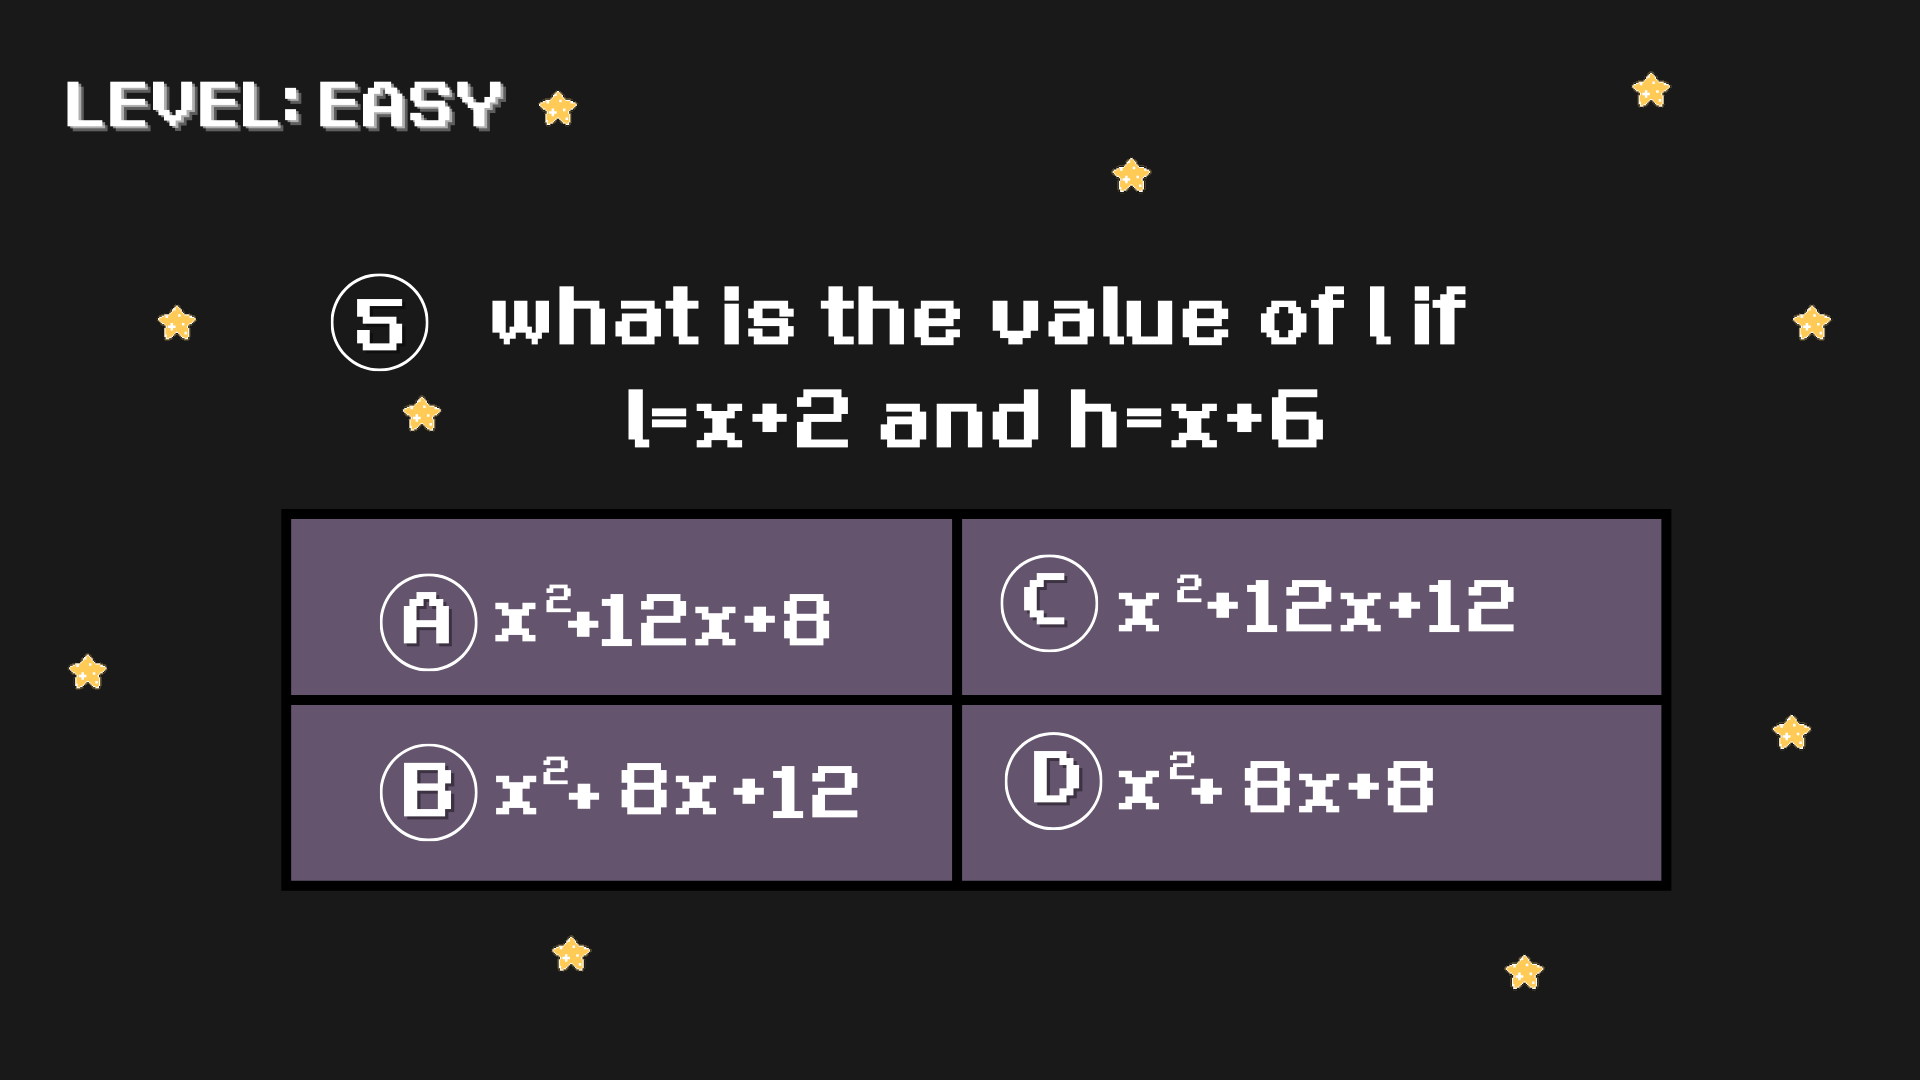 LEVEL: EASY
5 what is the value of l if
l=x+2 and h=x+6
A x²+12x+8
C x²+12x+12
B x²+ 8x +12
D x²+ 8x+8